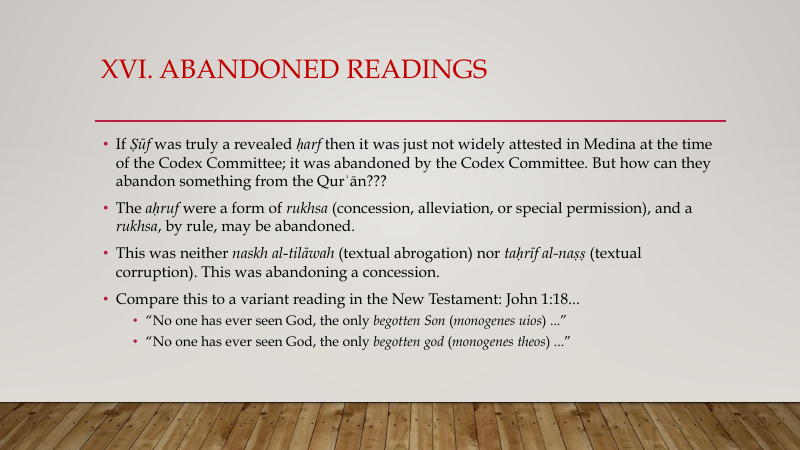 XVI. ABANDONED READINGS
• If Ṣūf was truly a revealed ḥarf then it was just not widely attested in Medina at the time
of the Codex Committee; it was abandoned by the Codex Committee. But how can they
abandon something from the Qurʾān???
• The aḥruf were a form of rukhsa (concession, alleviation, or special permission), and a
rukhsa, by rule, may be abandoned.
• This was neither naskh al-tilāwah (textual abrogation) nor taḥrīf al-naṣṣ (textual
corruption). This was abandoning a concession.
• Compare this to a variant reading in the New Testament: John 1:18...
• “No one has ever seen God, the only begotten Son (monogenes uios) ...”
• “No one has ever seen God, the only begotten god (monogenes theos) ...”